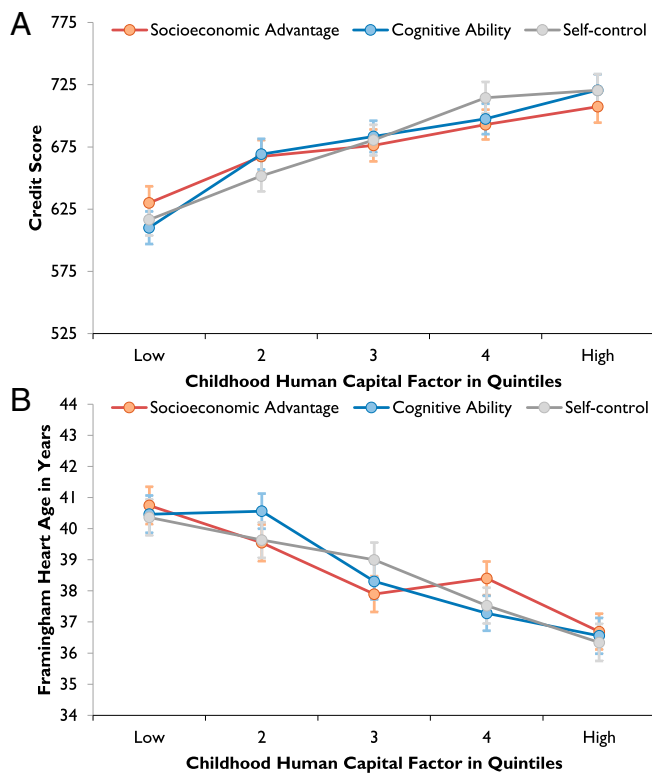 A
Socioeconomic Advantage Cognitive Ability Self-control
775
725
675
625
575
525
Credit Score
Low 2 3 4 High
Childhood Human Capital Factor in Quintiles
B
Socioeconomic Advantage Cognitive Ability Self-control
44
43
42
41
40
39
38
37
36
35
34
Framingham Heart Age in Years
Low 2 3 4 High
Childhood Human Capital Factor in Quintiles